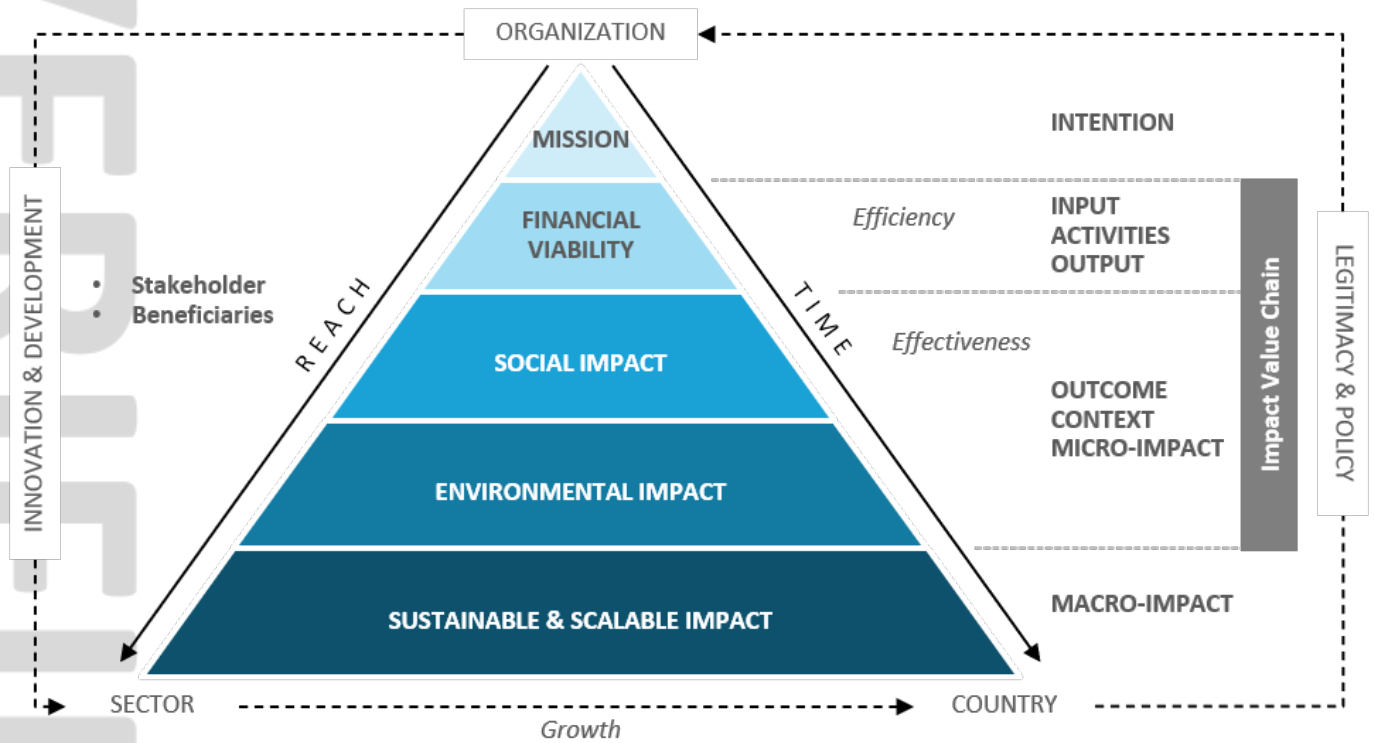 ORGANIZATION
MISSION
INTENTION
FINANCIAL
VIABILITY
Efficiency
INPUT
ACTIVITIES
OUTPUT
INNOVATION & DEVELOPMENT
• Stakeholder
• Beneficiaries
REACH
TIME
Effectiveness
SOCIAL IMPACT
OUTCOME
CONTEXT
MICRO-IMPACT
Impact Value Chain
LEGITIMACY & POLICY
ENVIRONMENTAL IMPACT
SUSTAINABLE & SCALABLE IMPACT
MACRO-IMPACT
SECTOR
Growth
COUNTRY